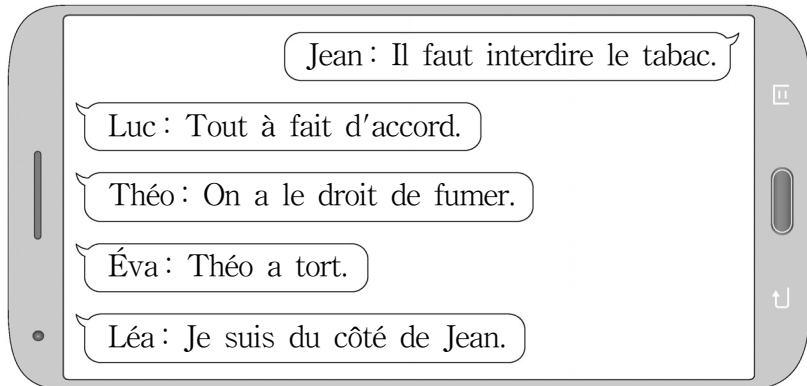 Jean : Il faut interdire le tabac.
Luc : Tout à fait d'accord.
Théo : On a le droit de fumer.
Éva : Théo a tort.
Léa : Je suis du côté de Jean.